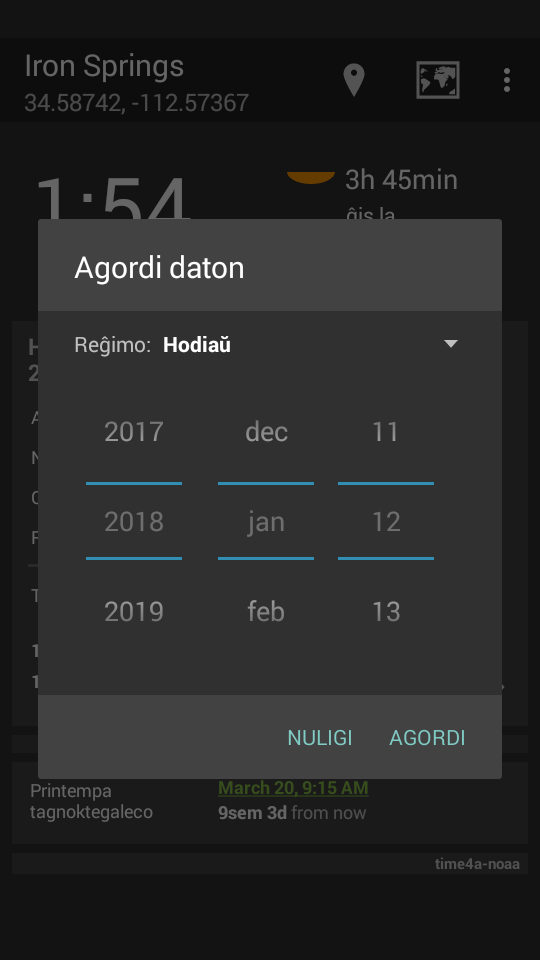 Iron Springs
34.58742, -112.57367
1:54
3h 45min
ĝis la
Agordi daton
Reĝimo: Hodiaŭ
2017 dec 11
2018 jan 12
2019 feb 13
NULIGI AGORDI
Printempa
tagnoktegaleco
March 20, 9:15 AM
9sem 3d from now
time4a-noaa